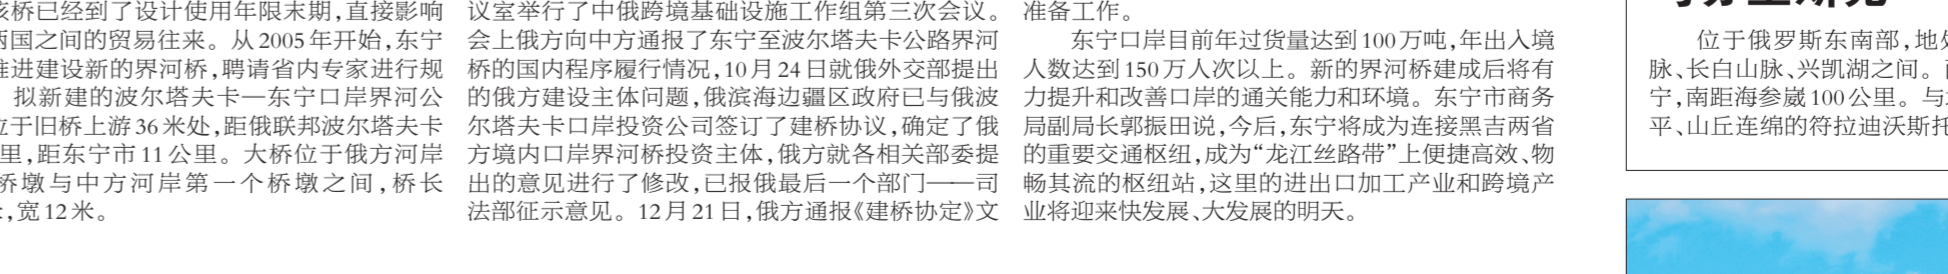 该桥已经到了设计使用年限末期,直接影响
两国之间的贸易往来。从2005年开始,东宁
推进建设新的界河桥,聘请省内专家进行规
拟新建的波尔塔夫卡—东宁口岸界河公
位于旧桥上游36米处,距俄联邦波尔塔夫卡
里,距东宁市11公里。大桥位于俄方河岸
桥墩与中方河岸第一个桥墩之间,桥长
,宽12米。
议室举行了中俄跨境基础设施工作组第三次会议。
会上俄方向中方通报了东宁至波尔塔夫卡公路界河
桥的国内程序履行情况,10月24日就俄外交部提出
的俄方建设主体问题,俄滨海边疆区政府已与俄波
尔塔夫卡口岸投资公司签订了建桥协议,确定了俄
方境内口岸界河桥投资主体,俄方就各相关部委提
出的意见进行了修改,已报俄最后一个部门——司
法部征示意见。12月21日,俄方通报《建桥协定》文
准备工作。
东宁口岸目前年过货量达到100万吨,年出入境
人数达到150万人次以上。新的界河桥建成后将有
力提升和改善口岸的通关能力和环境。东宁市商务
局副局长郭振田说,今后,东宁将成为连接黑吉两省
的重要交通枢纽,成为“龙江丝路带”上便捷高效、物
畅其流的枢纽站,这里的进出口加工产业和跨境产
业将迎来快发展、大发展的明天。
位于俄罗斯东南部,地处
脉、长白山脉、兴凯湖之间。
宁,南距海参崴100公里。与
平、山丘连绵的符拉迪沃斯托